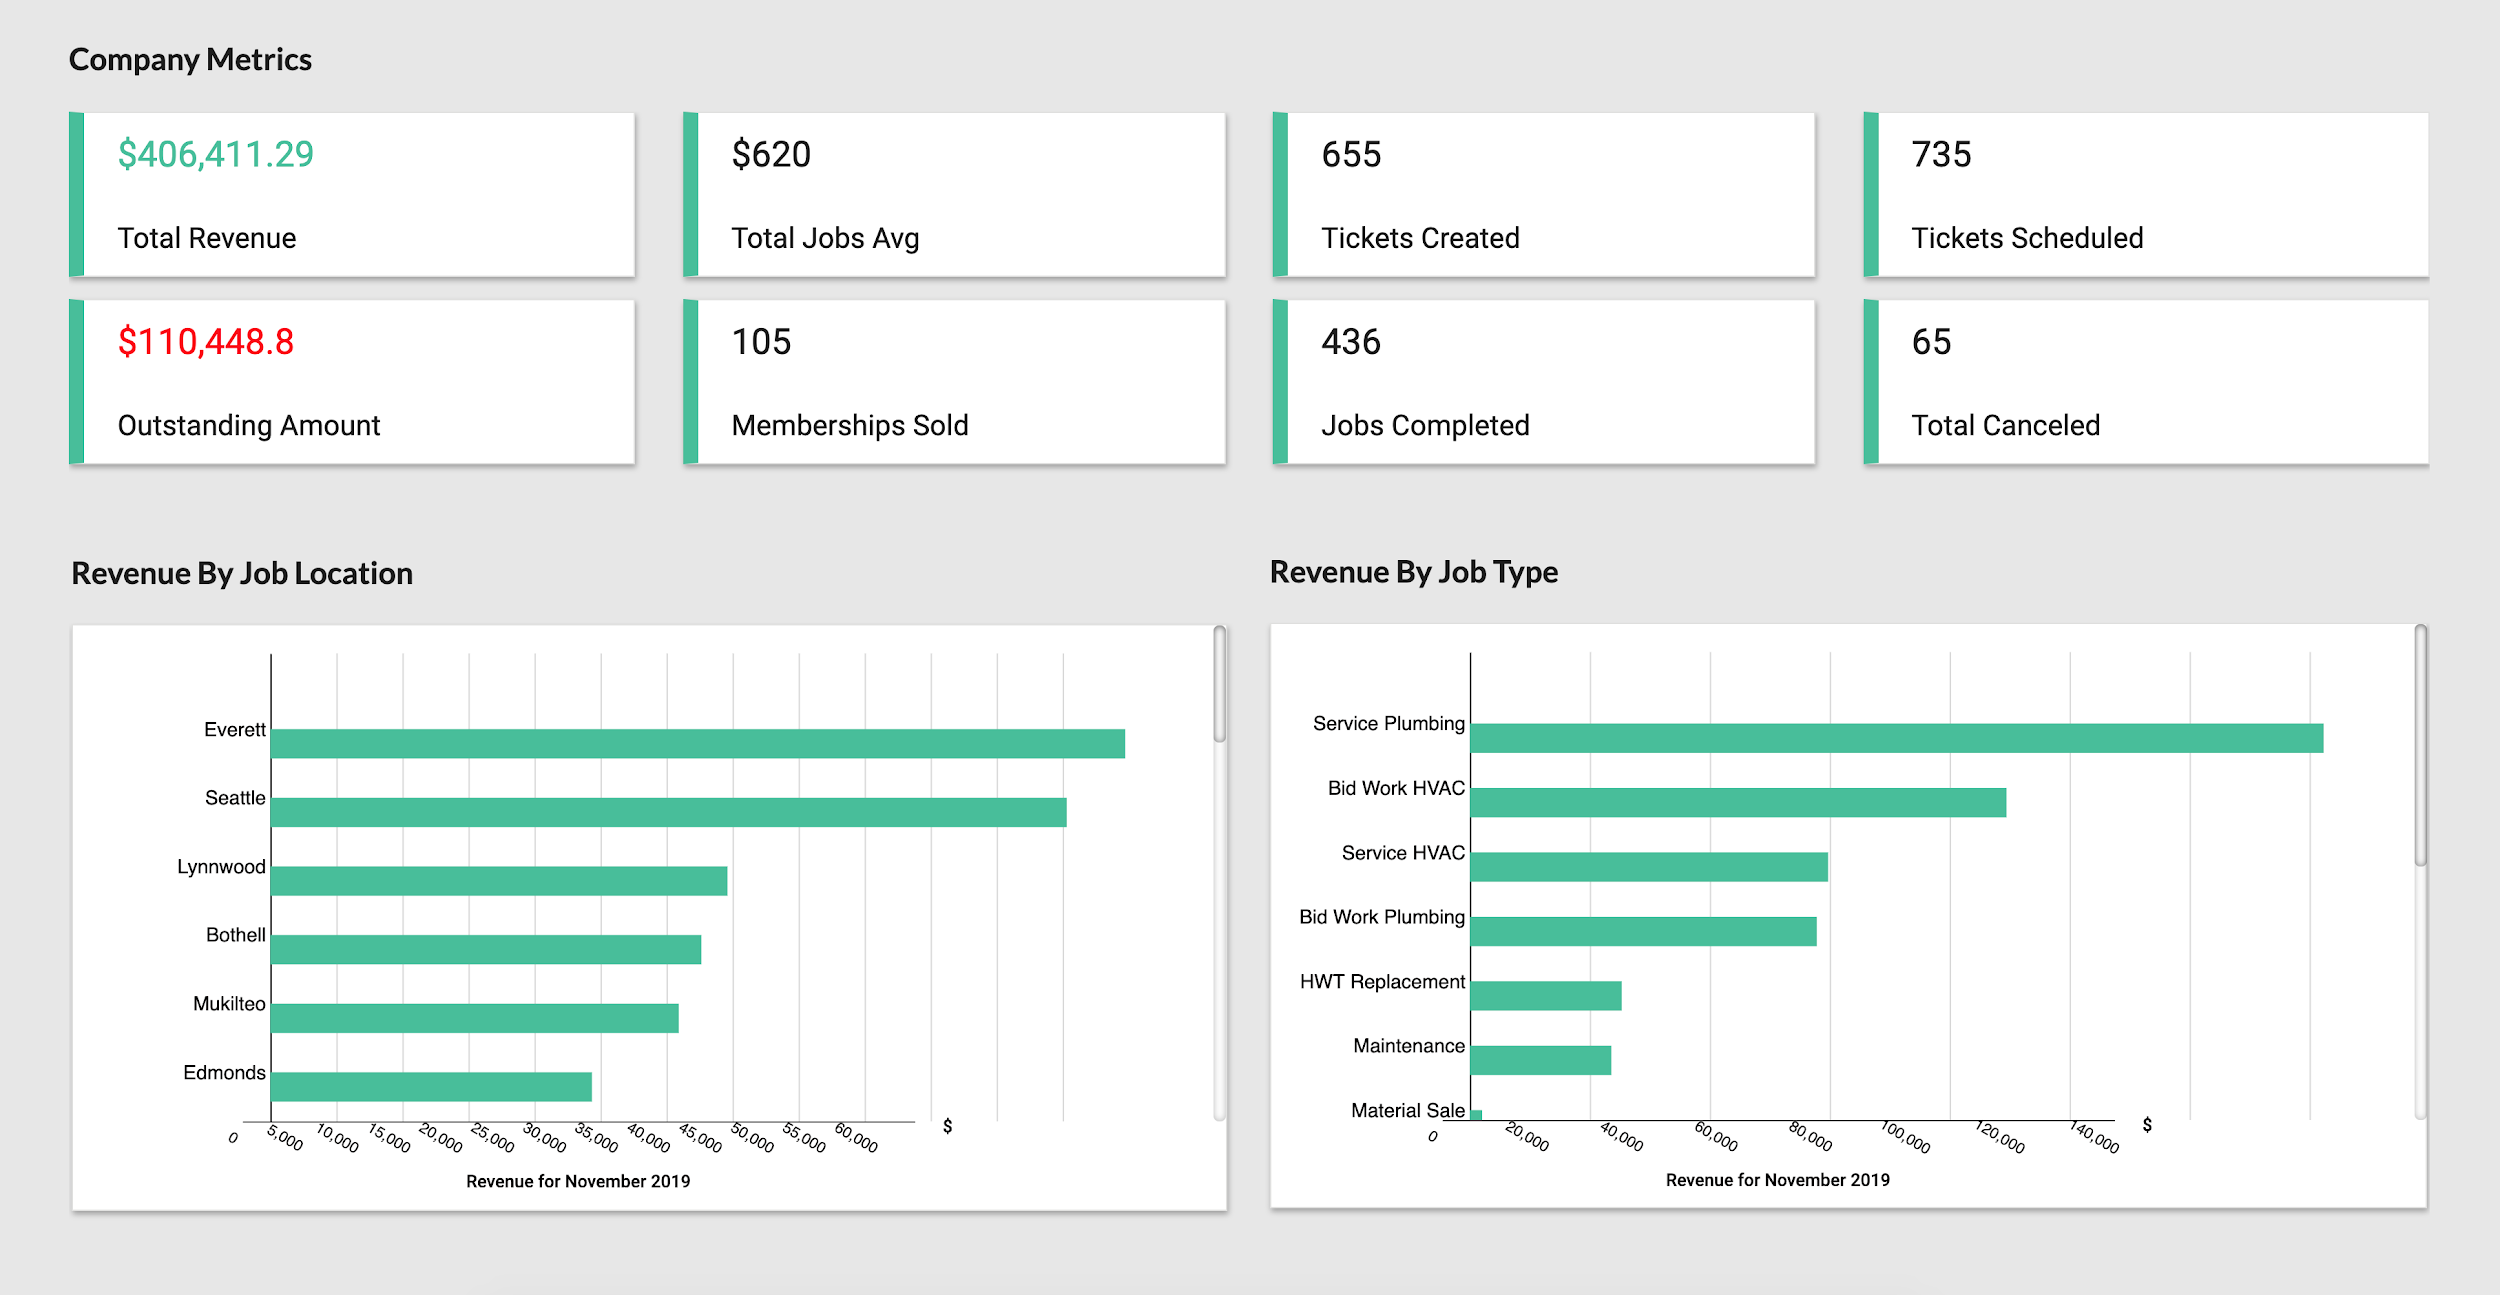 Company Metrics
$406,411.29
Total Revenue
$620
Total Jobs Avg
655
Tickets Created
735
Tickets Scheduled
$110,448.8
Outstanding Amount
105
Memberships Sold
436
Jobs Completed
65
Total Canceled
Revenue By Job Location
Everett
Seattle
Lynnwood
Bothell
Mukilteo
Edmonds
0 5,000 10,000 15,000 20,000 25,000 30,000 35,000 40,000 45,000 50,000 55,000 60,000 $
Revenue for November 2019
Revenue By Job Type
Service Plumbing
Bid Work HVAC
Service HVAC
Bid Work Plumbing
HWT Replacement
Maintenance
Material Sale
0 20,000 40,000 60,000 80,000 100,000 120,000 140,000 $
Revenue for November 2019